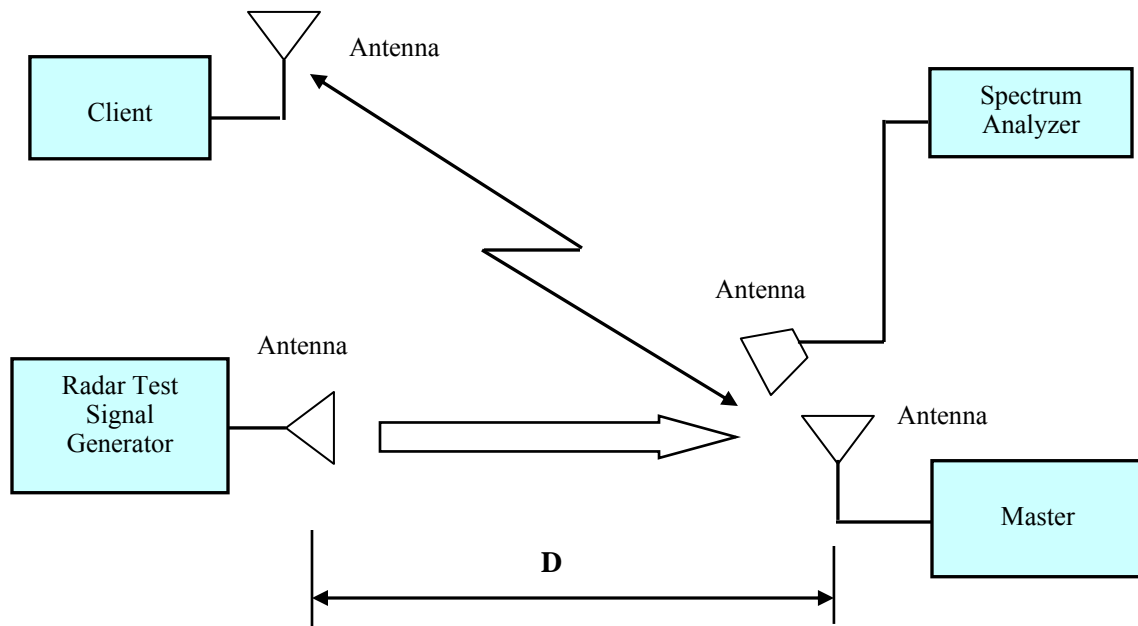 Antenna
Client
Spectrum
Analyzer
Antenna
Antenna
Radar Test
Signal
Generator
Antenna
Master
D